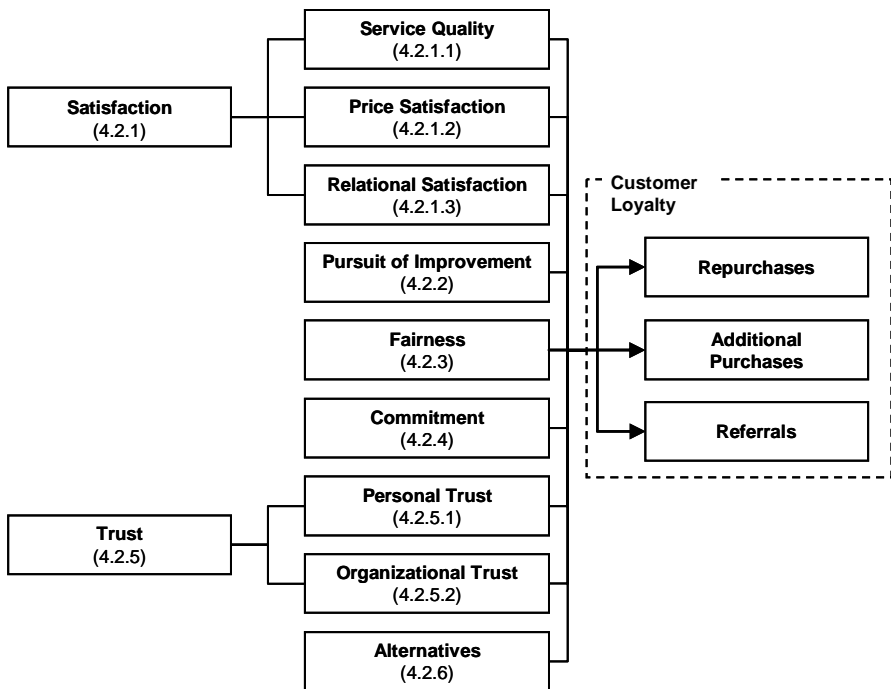 Service Quality
(4.2.1.1)
Satisfaction
(4.2.1)
Price Satisfaction
(4.2.1.2)
Relational Satisfaction
(4.2.1.3)
Customer
Loyalty
Pursuit of Improvement
(4.2.2)
Repurchases
Fairness
(4.2.3)
Additional
Purchases
Commitment
(4.2.4)
Referrals
Personal Trust
(4.2.5.1)
Trust
(4.2.5)
Organizational Trust
(4.2.5.2)
Alternatives
(4.2.6)